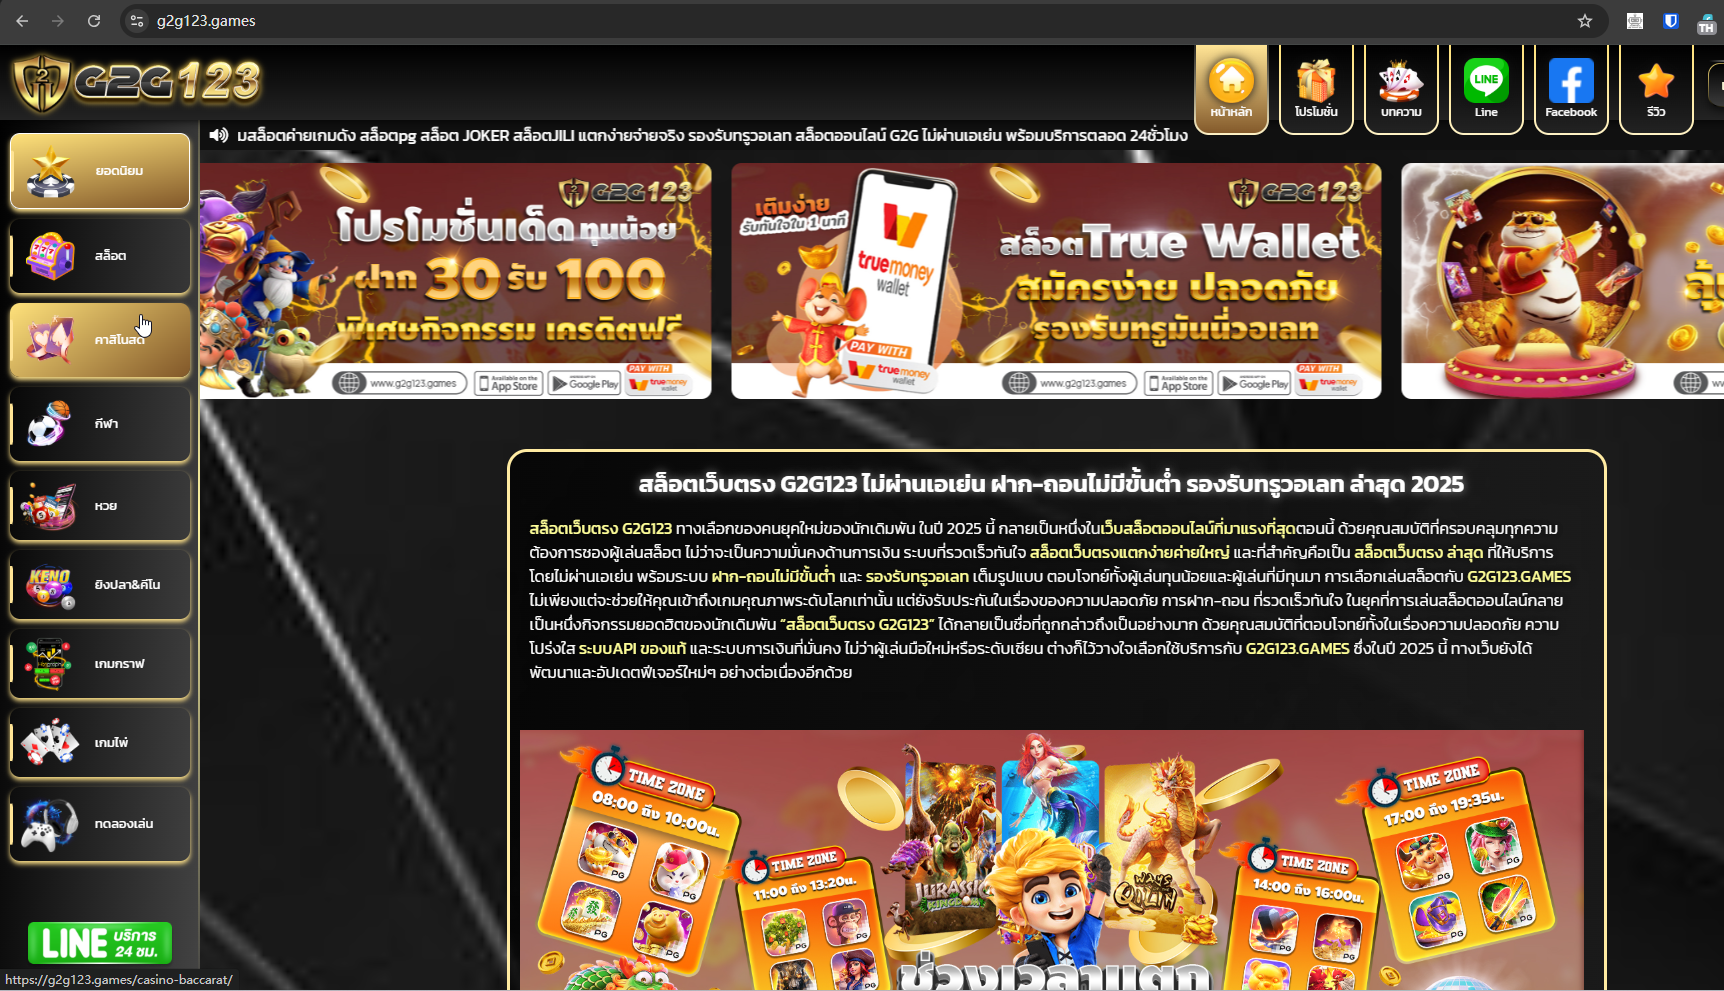 g2g123.games
TH
G2G123
หน้าหลัก
โปรโมชั่น
บทความ
LINE
Line
Facebook
รีวิว
มสล็อตค่ายเกมดัง สล็อตpg สล็อต JOKER สล็อตJILI แตกง่ายจ่ายจริง รองรับทรูวอเลท สล็อตออนไลน์ G2G ไม่ผ่านเอเย่น พร้อมบริการตลอด 24ชั่วโมง
ยอดนิยม
สล็อต
คาสิโนสด
กีฬา
หวย
KENO
ยิงปลา&คีโน
เกมกราฟ
เกมไพ่
ทดลองเล่น
LINE บริการ
24 ชม.
G2G123
โปรโมชั่นเด็ด ทุนน้อย
ฝาก 30 รับ 100
พิเศษกิจกรรม เครดิตฟรี
www.g2g123.games
Available on the App Store
Google Play
PAY WITH
truemoney wallet
G2G123
เติมง่าย
รับทันใจใน 1 นาที
truemoney
wallet
สล็อตTrue Wallet
สมัครง่าย ปลอดภัย
รองรับทรูมันนี่วอเลท
PAY WITH
truemoney
wallet
www.g2g123.games
Available on the App Store
Google Play
PAY WITH
truemoney wallet
สล็อตเว็บตรง G2G123 ไม่ผ่านเอเย่น ฝาก-ถอนไม่มีขั้นต่ำ รองรับทรูวอเลท ล่าสุด 2025
สล็อตเว็บตรง G2G123 ทางเลือกของคนยุคใหม่ของนักเดิมพัน ในปี 2025 นี้ กลายเป็นหนึ่งในเว็บสล็อตออนไลน์ที่มาแรงที่สุดตอนนี้ ด้วยคุณสมบัติที่ครอบคลุมทุกความ
ต้องการของผู้เล่นสล็อต ไม่ว่าจะเป็นความมั่นคงด้านการเงิน ระบบที่รวดเร็วทันใจ สล็อตเว็บตรงแตกง่ายค่ายใหญ่ และที่สำคัญคือเป็น สล็อตเว็บตรง ล่าสุด ที่ให้บริการ
โดยไม่ผ่านเอเย่น พร้อมระบบ ฝาก-ถอนไม่มีขั้นต่ำ และ รองรับทรูวอเลท เต็มรูปแบบ ตอบโจทย์ทั้งผู้เล่นทุนน้อยและผู้เล่นที่มีทุนมา การเลือกเล่นสล็อตกับ G2G123.GAMES
ไม่เพียงแต่จะช่วยให้คุณเข้าถึงเกมคุณภาพระดับโลกเท่านั้น แต่ยังรับประกันในเรื่องของความปลอดภัย การฝาก-ถอน ที่รวดเร็วทันใจ ในยุคที่การเล่นสล็อตออนไลน์กลาย
เป็นหนึ่งกิจกรรมยอดฮิตของนักเดิมพัน “สล็อตเว็บตรง G2G123” ได้กลายเป็นชื่อที่ถูกกล่าวถึงเป็นอย่างมาก ด้วยคุณสมบัติที่ตอบโจทย์ทั้งในเรื่องความปลอดภัย ความ
โปร่งใส ระบบAPI ของแท้ และระบบการเงินที่มั่นคง ไม่ว่าผู้เล่นมือใหม่หรือระดับเซียน ต่างก็ไว้วางใจเลือกใช้บริการกับ G2G123.GAMES ซึ่งในปี 2025 นี้ ทางเว็บยังได้
พัฒนาและอัปเดตฟีเจอร์ใหม่ๆ อย่างต่อเนื่องอีกด้วย
TIME ZONE
08:00 ถึง 10:00น.
TIME ZONE
11:00 ถึง 13:20น.
JURASSIC
KINGDOM
WAYS
QILIN
TIME ZONE
14:00 ถึง 16:00น.
TIME ZONE
17:00 ถึง 19:35น.
ช่วงเวลาแตก
https://g2g123.games/casino-baccarat/